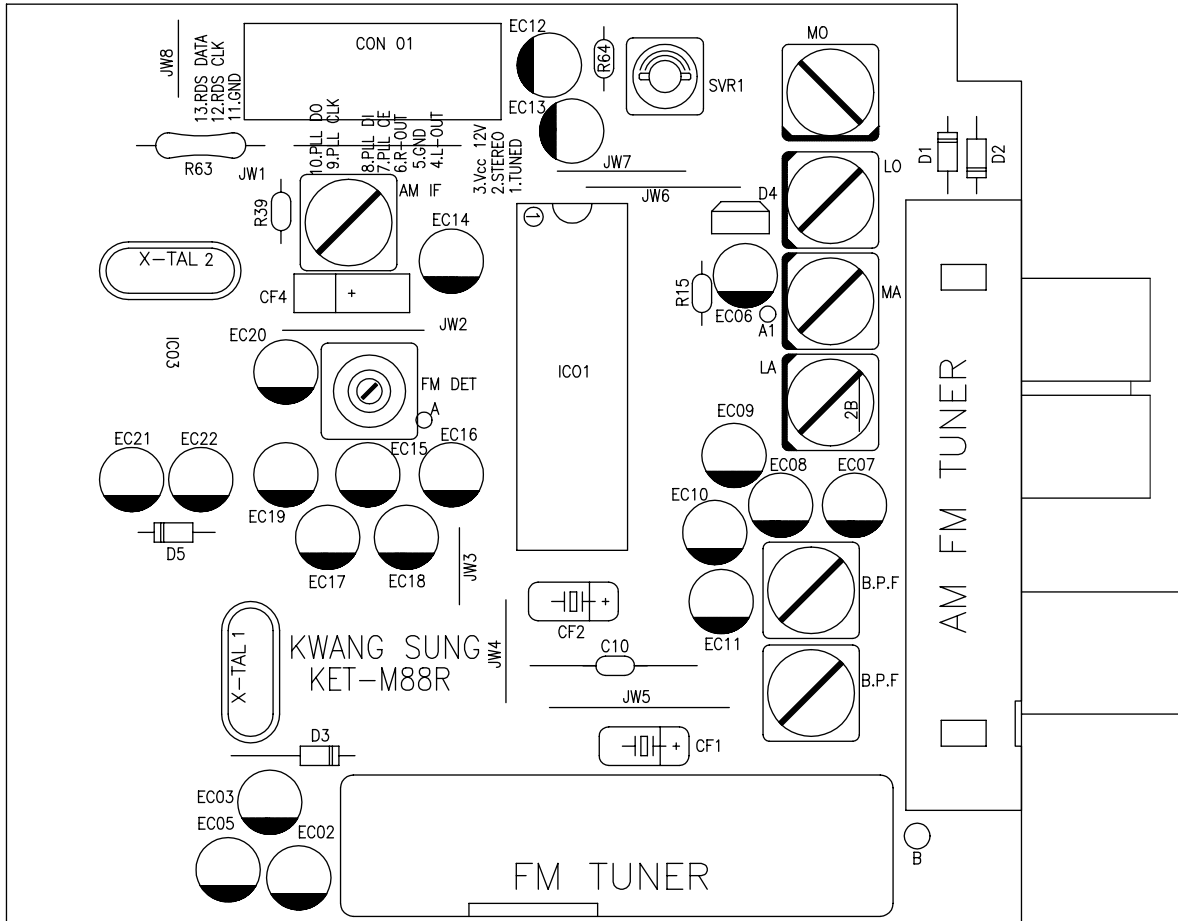 JW8
13.RDS DATA
12.RDS CLK
11.GND
CON 01
10.PLL DO
9.PLL CLK
8.PLL DI
7.PLL CE
6.R-OUT
5.GND
4.L-OUT
3.Vcc 12V
2.STEREO
1.TUNED
EC12
R64
SVR1
MO
EC13
R63
JW1
JW7
JW6
D1
D2
LO
D4
R39
AM IF
EC14
1
X-TAL 2
CF4
+
R15
EC06
A1
MA
JW2
EC20
IC03
FM DET
A
IC01
LA
2B
AM FM TUNER
EC21
EC22
EC15
EC16
EC09
EC08
EC07
EC19
EC10
D5
EC17
EC18
JW3
B.P.F
+
CF2
EC11
X-TAL 1
KWANG SUNG
KET-M88R
JW4
C10
B.P.F
JW5
D3
+
CF1
EC03
EC05
EC02
FM TUNER
B